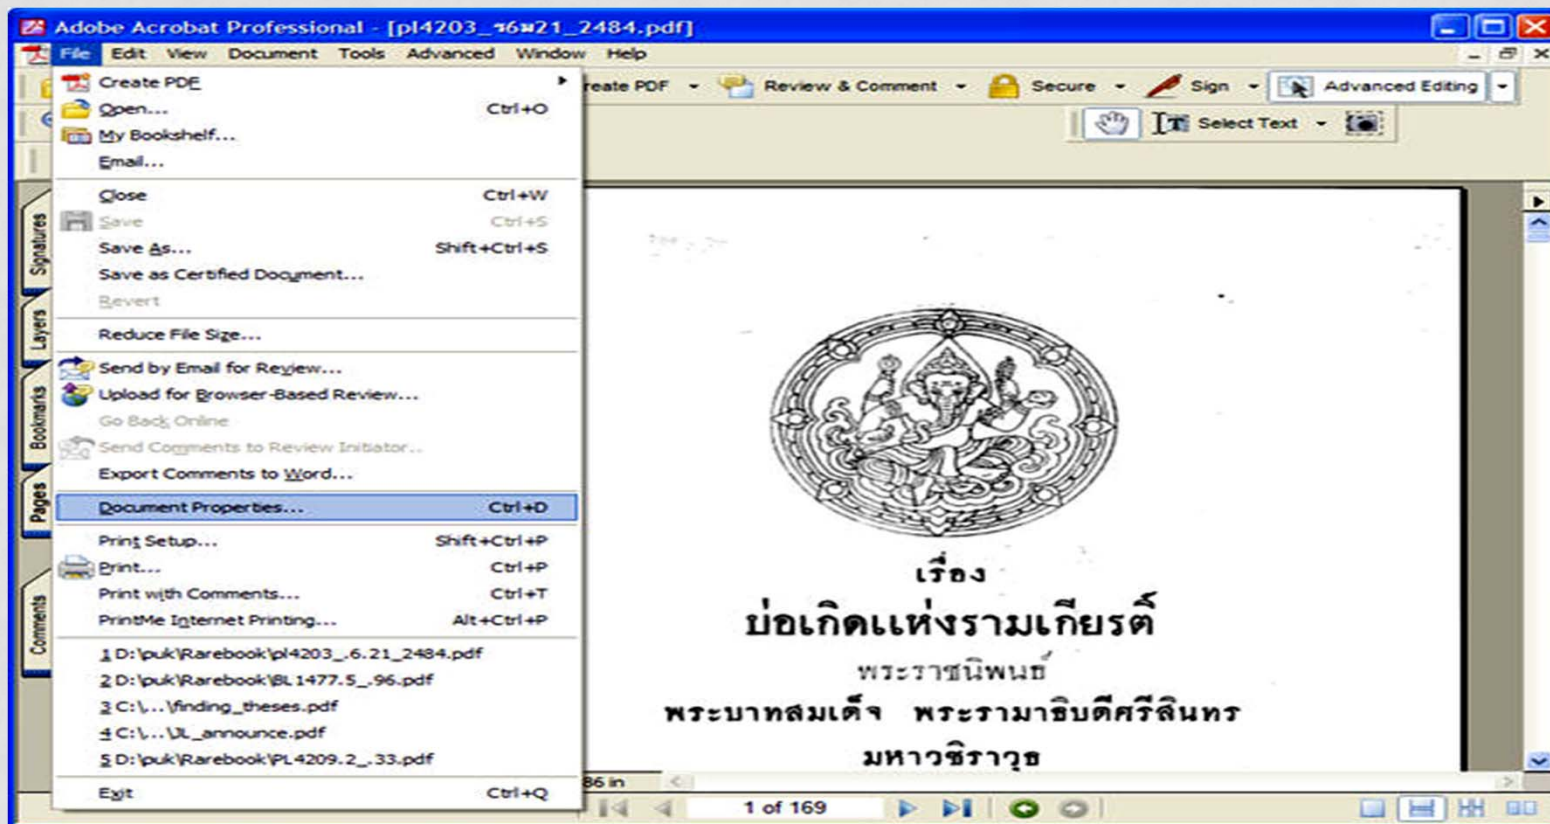 Adobe Acrobat Professional - [pl4203_ร6ม21_2484.pdf]
File Edit View Document Tools Advanced Window Help
reate PDF Review & Comment Secure Sign Advanced Editing
Select Text
Create PDF
Open... Ctrl+O
My Bookshelf...
Email...
Close Ctrl+W
Save Ctrl+S
Save As... Shift+Ctrl+S
Save as Certified Document...
Revert
Reduce File Size...
Send by Email for Review...
Upload for Browser-Based Review...
Go Back Online
Send Comments to Review Initiator..
Export Comments to Word...
Document Properties... Ctrl+D
Print Setup... Shift+Ctrl+P
Print... Ctrl+P
Print with Comments... Ctrl+T
PrintMe Internet Printing... Alt+Ctrl+P
1 D:\puk\Rarebook\pl4203_.6.21_2484.pdf
2 D:\puk\Rarebook\BL1477.5_.96.pdf
3 C:\...\finding_theses.pdf
4 C:\...\JL_announce.pdf
5 D:\puk\Rarebook\PL4209.2_.33.pdf
Exit Ctrl+Q
Signatures
Layers
Bookmarks
Pages
Comments
เรื่อง
บ่อเกิดแห่งรามเกียรติ์
พระราชนิพนธ์
พระบาทสมเด็จ พระรามาธิบดีศรีสินทร
มหาวชิราวุธ
86 in
1 of 169